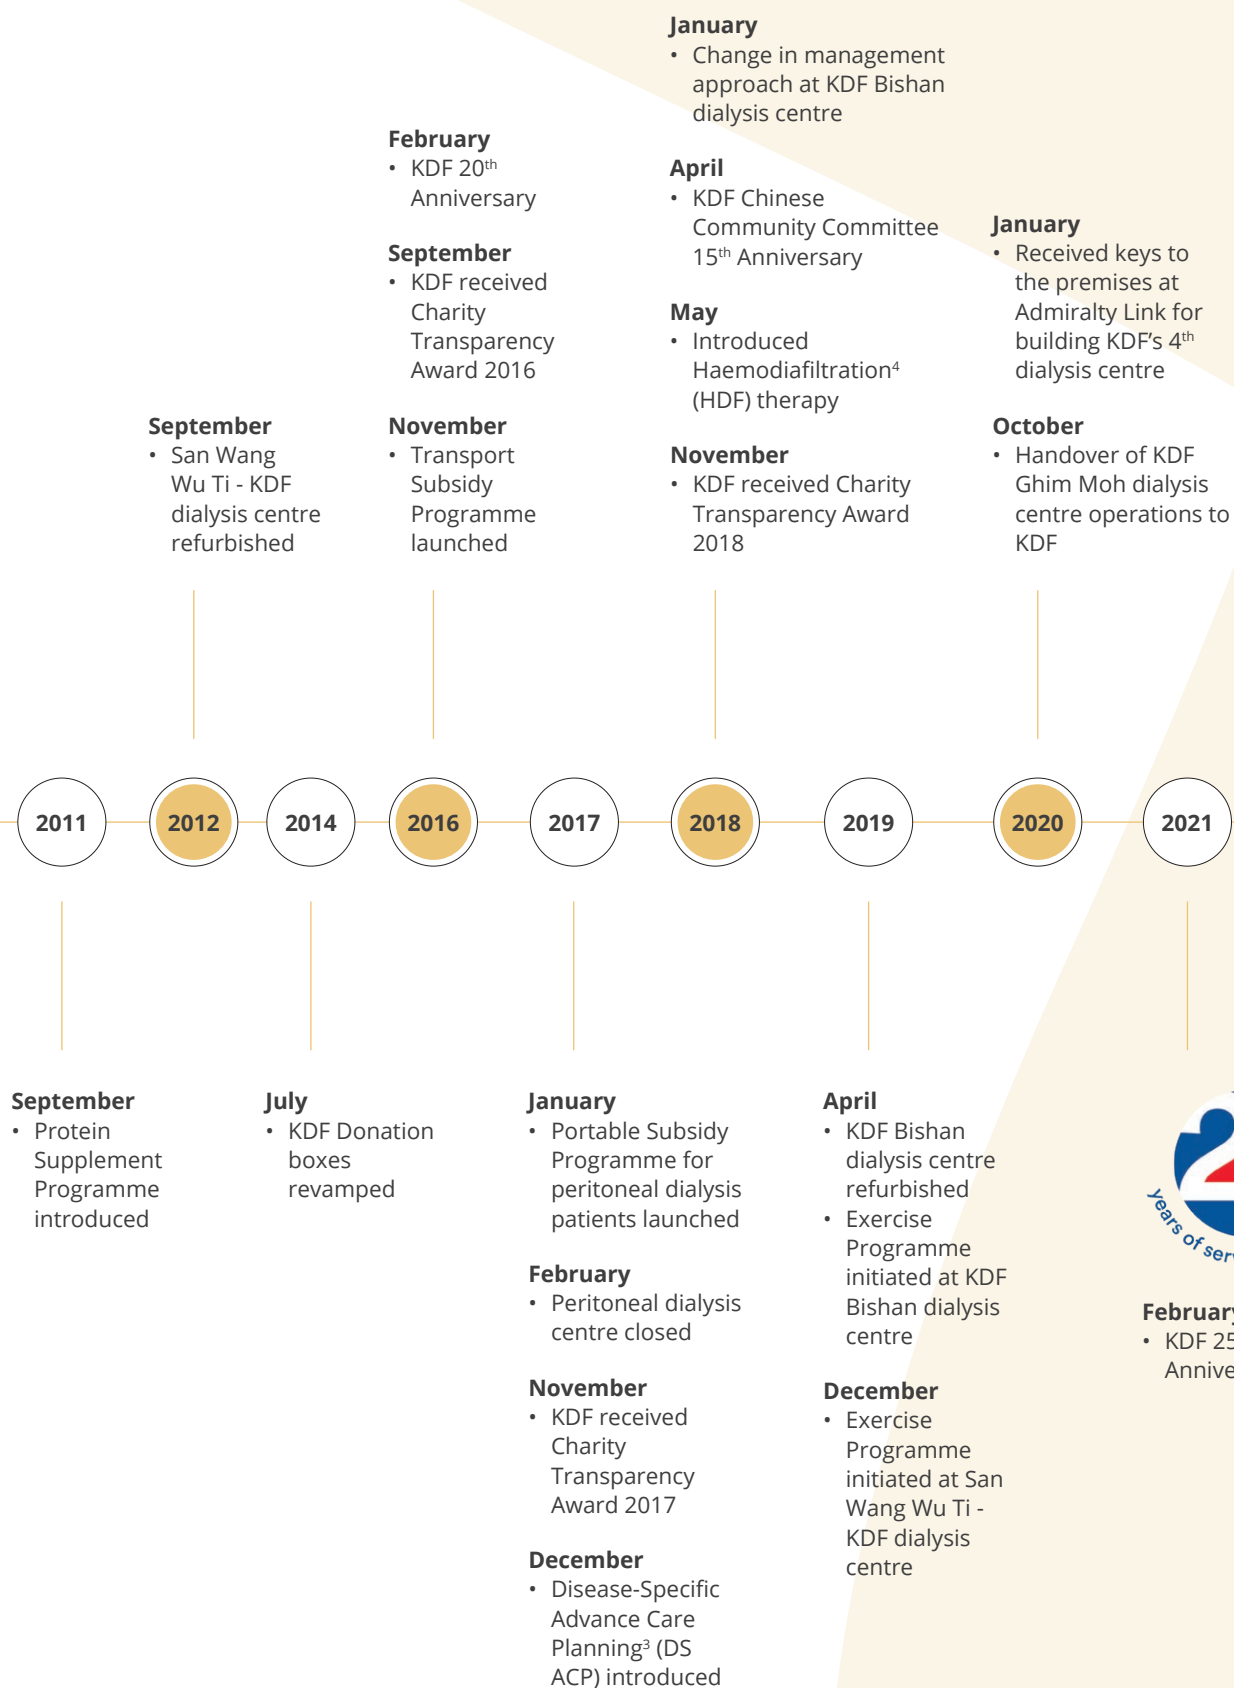 January
• Change in management
approach at KDF Bishan
dialysis centre
February
• KDF 20th
Anniversary
April
• KDF Chinese
Community Committee
15th Anniversary
January
• Received keys to
the premises at
Admiralty Link for
building KDF’s 4th
dialysis centre
September
• KDF received
Charity
Transparency
Award 2016
May
• Introduced
Haemodiafiltration4
(HDF) therapy
September
• San Wang
Wu Ti - KDF
dialysis centre
refurbished
November
• Transport
Subsidy
Programme
launched
November
• KDF received Charity
Transparency Award
2018
October
• Handover of KDF
Ghim Moh dialysis
centre operations to
KDF
2011
2012
2014
2016
2017
2018
2019
2020
2021
September
• Protein
Supplement
Programme
introduced
July
• KDF Donation
boxes
revamped
January
• Portable Subsidy
Programme for
peritoneal dialysis
patients launched
February
• Peritoneal dialysis
centre closed
November
• KDF received
Charity
Transparency
Award 2017
December
• Disease-Specific
Advance Care
Planning3 (DS
ACP) introduced
April
• KDF Bishan
dialysis centre
refurbished
• Exercise
Programme
initiated at KDF
Bishan dialysis
centre
December
• Exercise
Programme
initiated at San
Wang Wu Ti -
KDF dialysis
centre
2
years of ser
February
• KDF 25
Annive